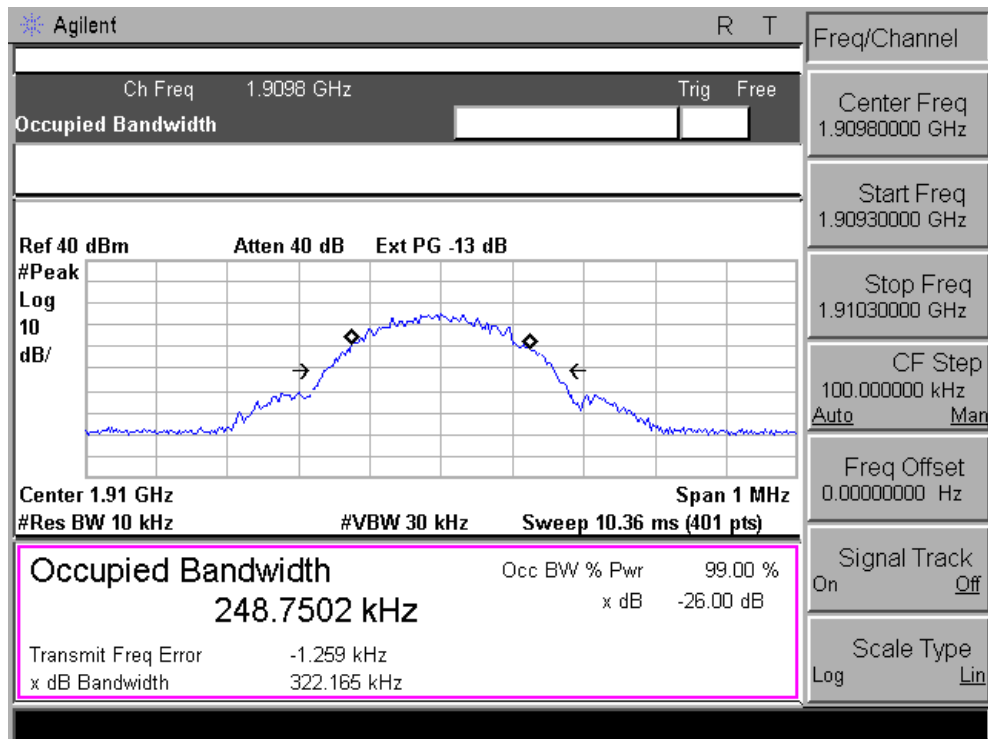 Agilent R T
Ch Freq 1.9098 GHz Trig Free
Occupied Bandwidth
Ref 40 dBm Atten 40 dB Ext PG -13 dB
#Peak
Log
10
dB/
Center 1.91 GHz Span 1 MHz
#Res BW 10 kHz #VBW 30 kHz Sweep 10.36 ms (401 pts)
Occupied Bandwidth
248.7502 kHz
Occ BW % Pwr 99.00 %
x dB -26.00 dB
Transmit Freq Error -1.259 kHz
x dB Bandwidth 322.165 kHz
Freq/Channel
Center Freq
1.90980000 GHz
Start Freq
1.90930000 GHz
Stop Freq
1.91030000 GHz
CF Step
100.000000 kHz
Auto Man
Freq Offset
0.00000000 Hz
Signal Track
On Off
Scale Type
Log Lin